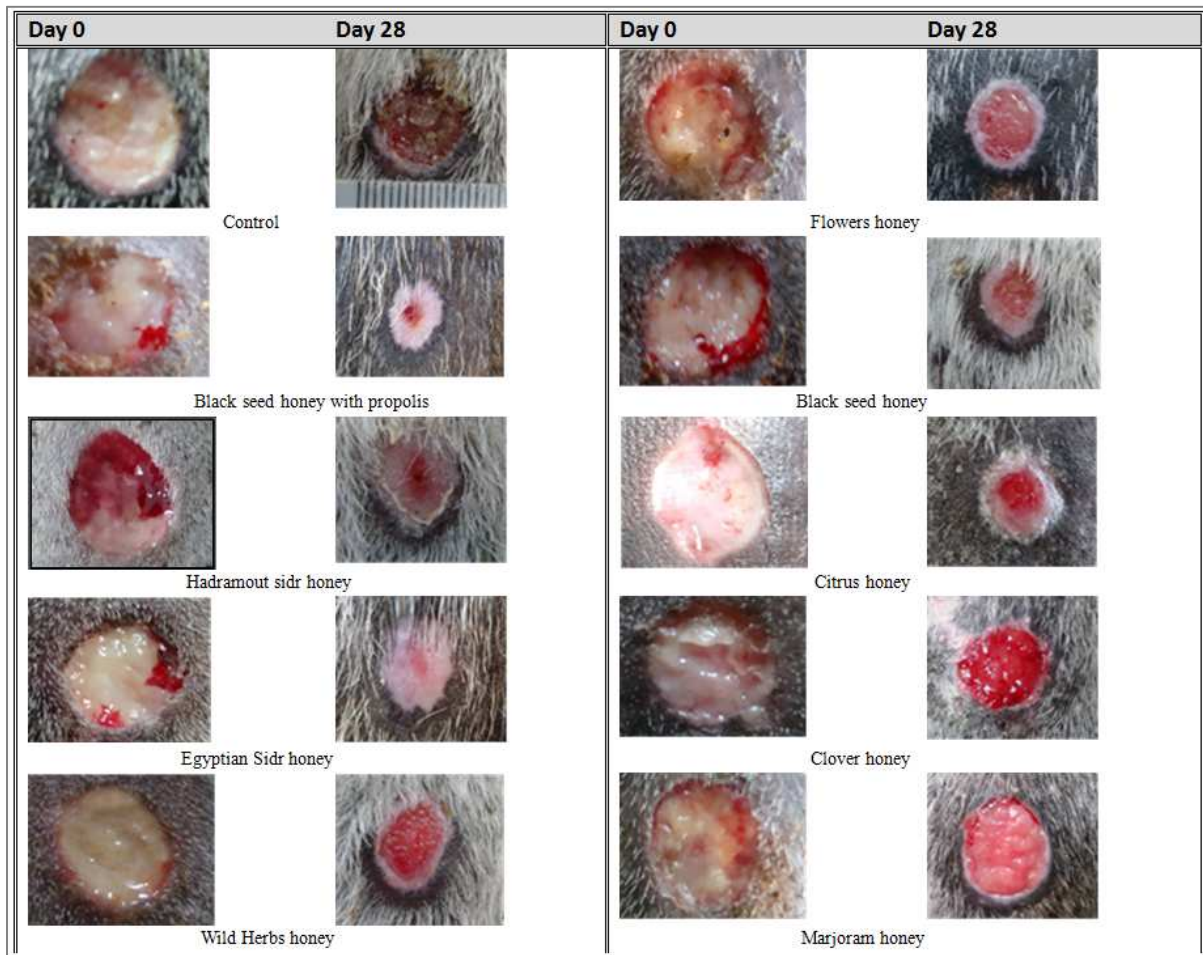 Day 0 Day 28 Day 0 Day 28
Control Flowers honey
Black seed honey with propolis Black seed honey
Hadramout sidr honey Citrus honey
Egyptian Sidr honey Clover honey
Wild Herbs honey Marjoram honey